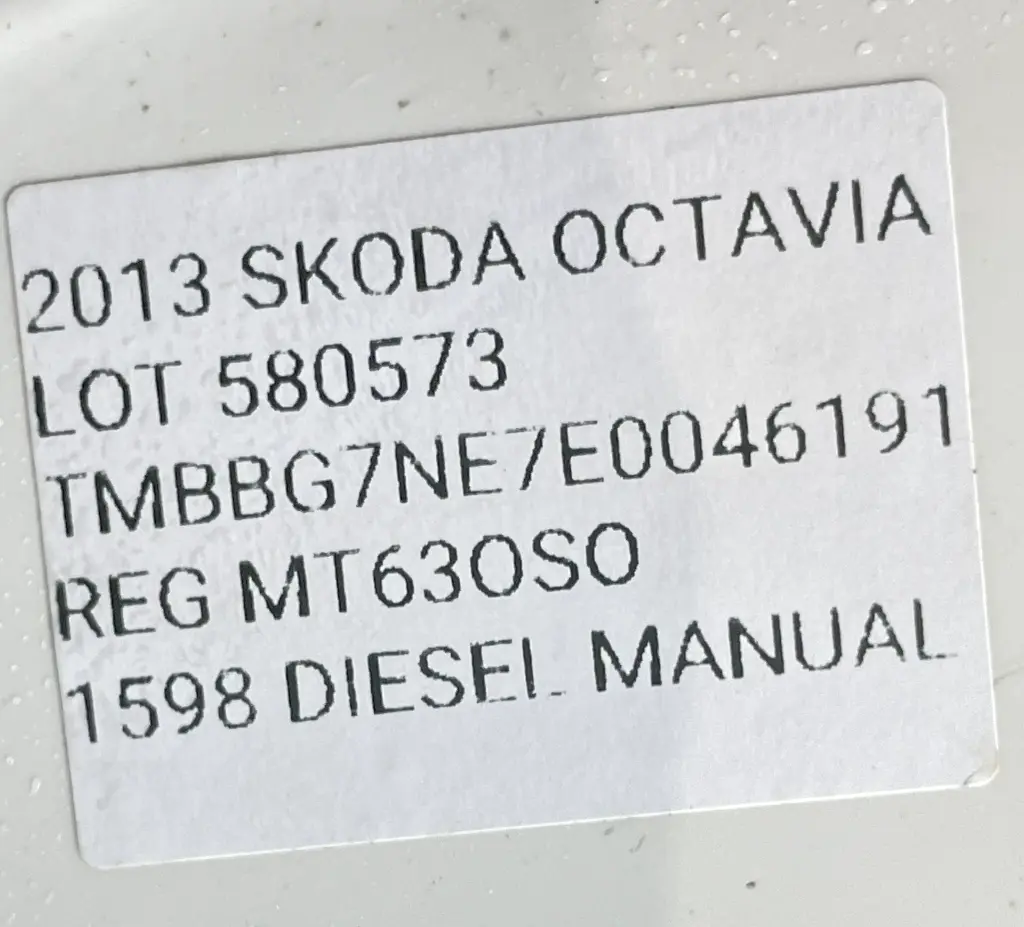 2013 SKODA OCTAVIA
LOT 580573
TMBBG7NE7E0046191
REG MT63OSO
1598 DIESEL MANUAL